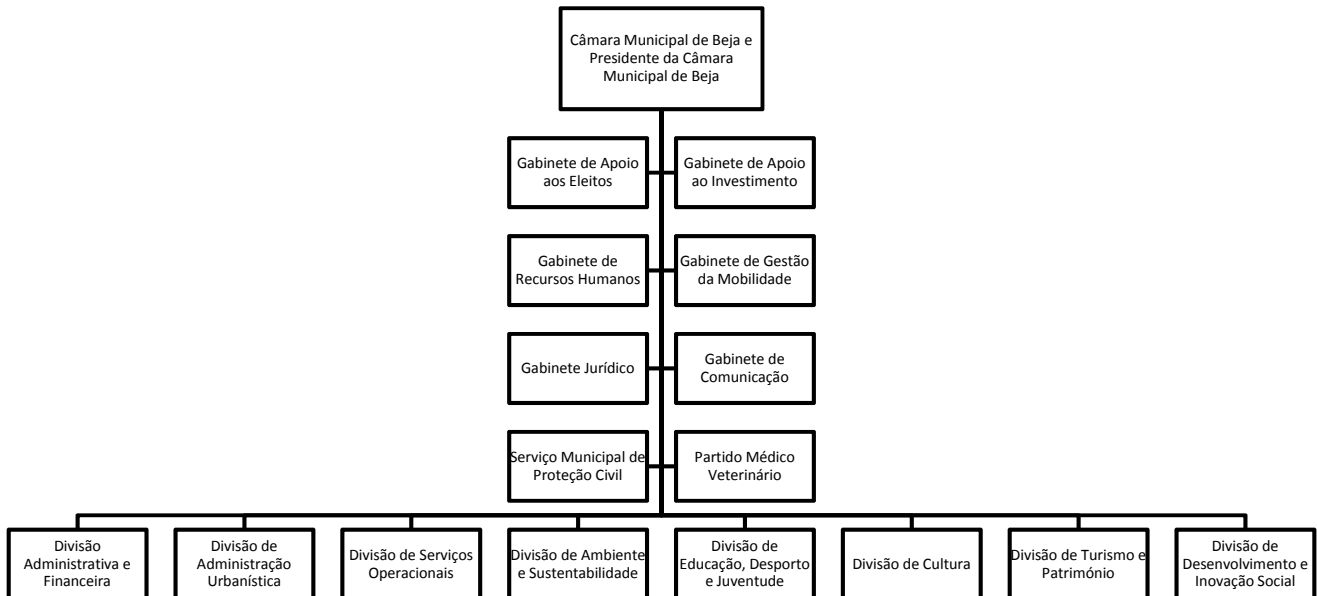 Câmara Municipal de Beja e
Presidente da Câmara
Municipal de Beja
Gabinete de Apoio
aos Eleitos
Gabinete de Apoio
ao Investimento
Gabinete de
Recursos Humanos
Gabinete de Gestão
da Mobilidade
Gabinete Jurídico
Gabinete de
Comunicação
Serviço Municipal de
Proteção Civil
Partido Médico
Veterinário
Divisão
Administrativa e
Financeira
Divisão de
Administração
Urbanística
Divisão de Serviços
Operacionais
Divisão de Ambiente
e Sustentabilidade
Divisão de
Educação, Desporto
e Juventude
Divisão de Cultura
Divisão de Turismo e
Património
Divisão de
Desenvolvimento e
Inovação Social